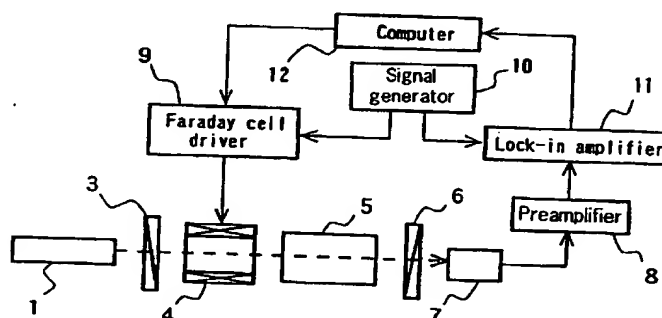 Computer
12
Signal
generator
10
9
11
Faraday cell
driver
Lock-in amplifier
3
5
6
Preamplifier
1
4
7
8